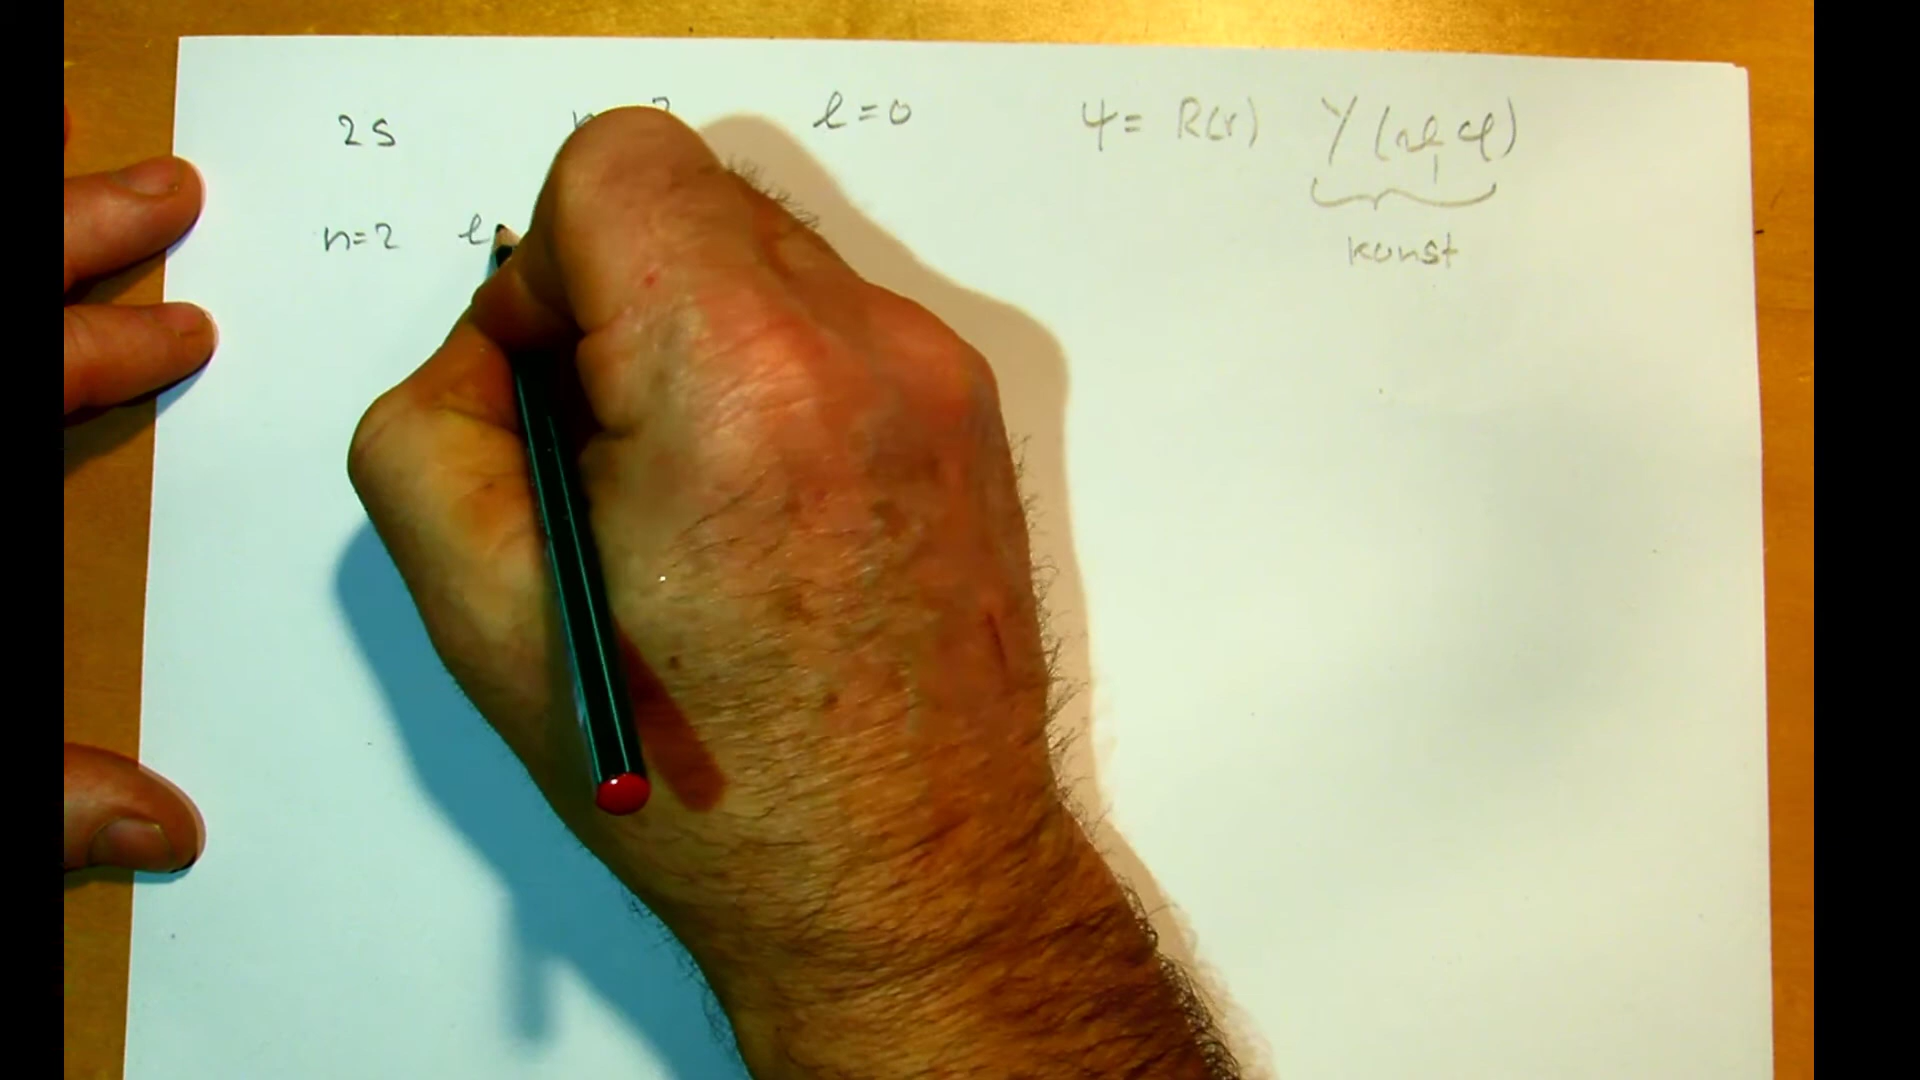 2s l=0 ψ= R(r) Y(ϑ,φ)
n=2 l konst